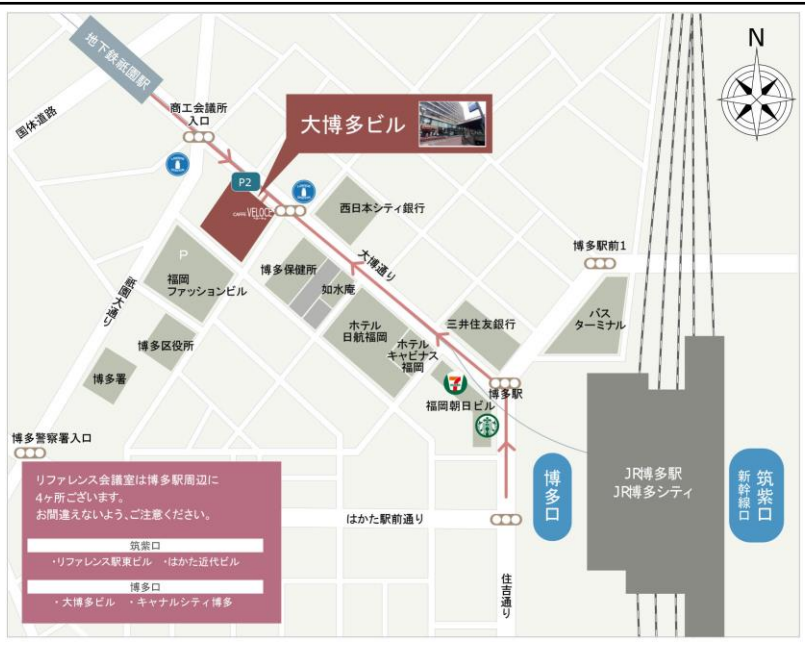 N
地下鉄祇園駅
国体道路
商工会議所
入口
大博多ビル
P2
CAFFÈ VELOCE
西日本シティ銀行
大博通り
博多駅前1
P
福岡
ファッションビル
博多保健所
如水庵
祇園大通り
ホテル
日航福岡
ホテル
キャビナス
福岡
三井住友銀行
バス
ターミナル
博多区役所
博多署
博多駅
福岡朝日ビル
博多警察署入口
博多口
JR博多駅
JR博多シティ
筑紫口
新幹線口
はかた駅前通り
住吉通り
リファレンス会議室は博多駅周辺に
4ヶ所ございます。
お間違えないよう、ご注意ください。
筑紫口
・リファレンス駅東ビル ・はかた近代ビル
博多口
・大博多ビル ・キャナルシティ博多